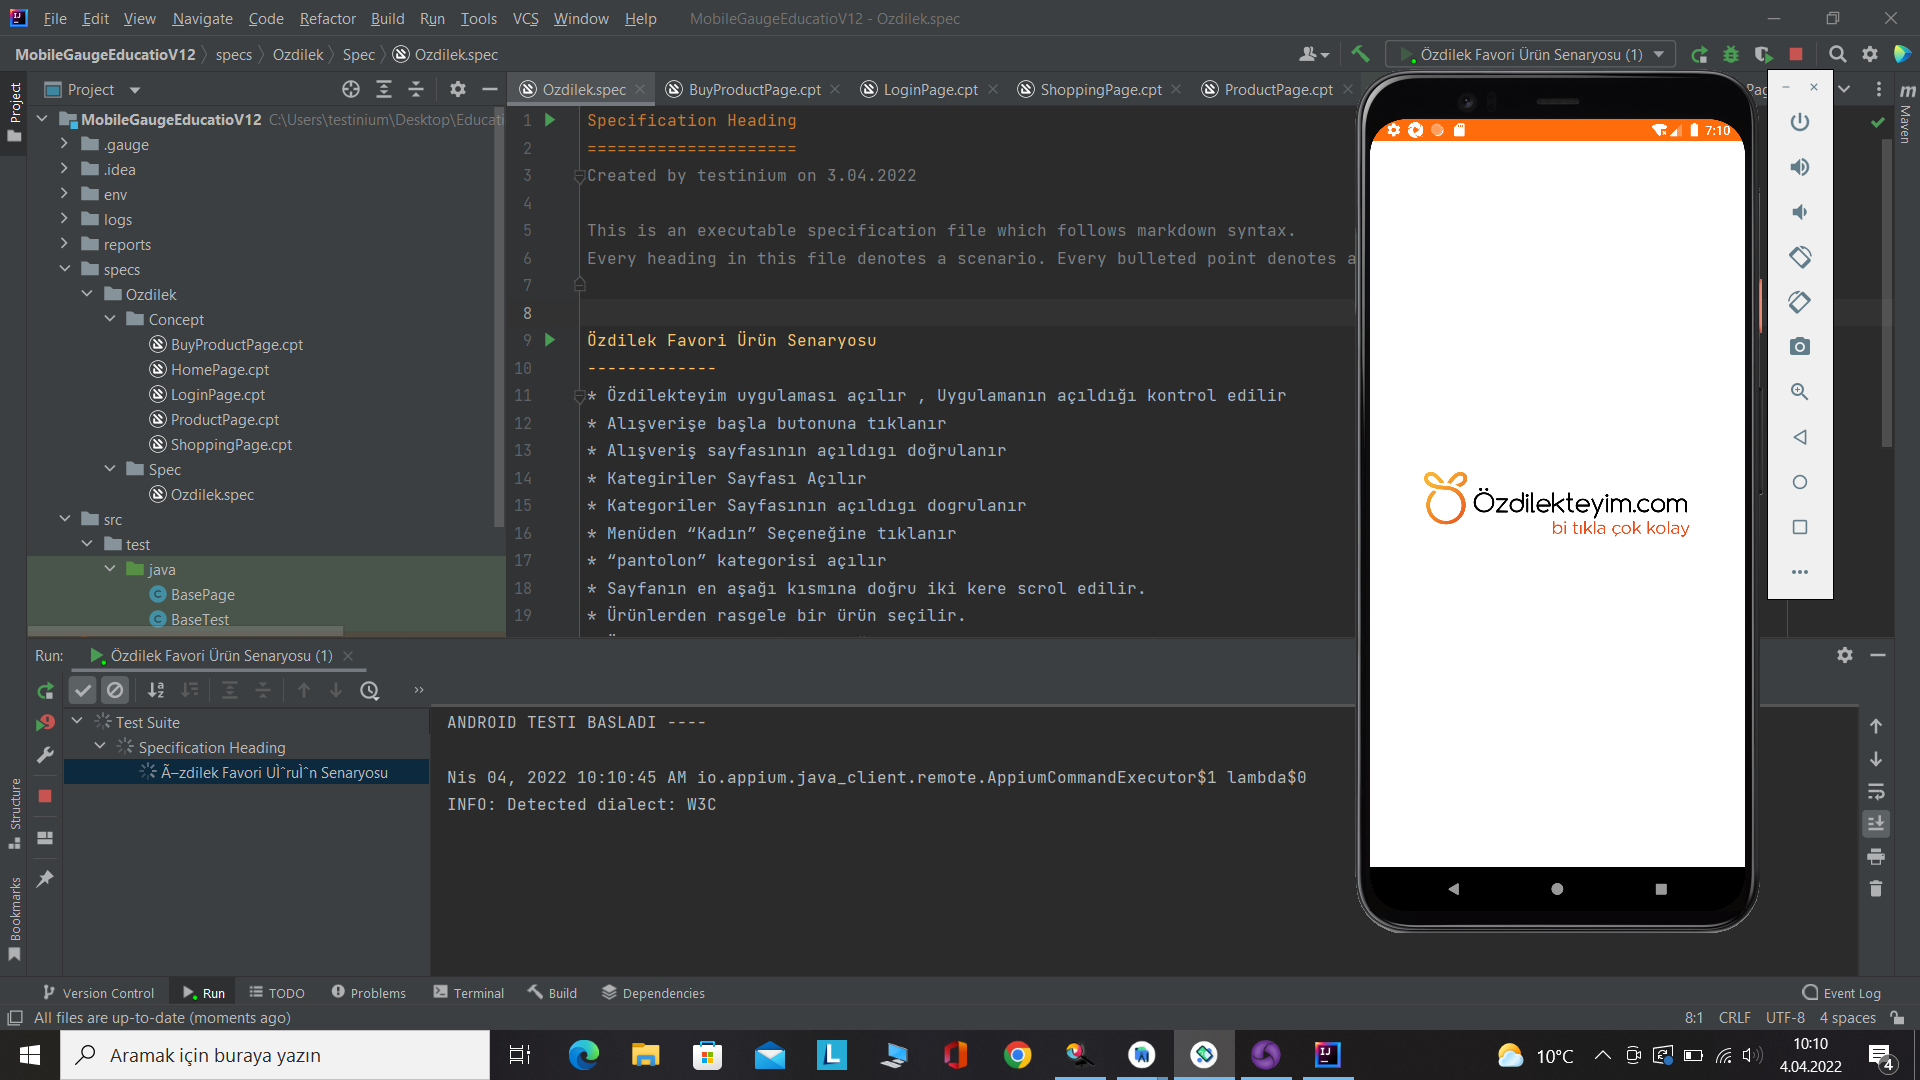 File Edit View Navigate Code Refactor Build Run Tools VCS Window Help MobileGaugeEducatioV12 - Ozdilek.spec
MobileGaugeEducatioV12 specs Ozdilek Spec Ozdilek.spec
Özdilek Favori Ürün Senaryosu (1)
Project
Ozdilek.spec BuyProductPage.cpt LoginPage.cpt ShoppingPage.cpt ProductPage.cpt
Project
Structure
Bookmarks
Maven
MobileGaugeEducatioV12 C:\Users\testinium\Desktop\Educati
.gauge
.idea
env
logs
reports
specs
Ozdilek
Concept
BuyProductPage.cpt
HomePage.cpt
LoginPage.cpt
ProductPage.cpt
ShoppingPage.cpt
Spec
Ozdilek.spec
src
test
java
BasePage
BaseTest
1 Specification Heading
2 =====================
3 Created by testinium on 3.04.2022
4
5 This is an executable specification file which follows markdown syntax.
6 Every heading in this file denotes a scenario. Every bulleted point denotes a
7
8
9 Özdilek Favori Ürün Senaryosu
10 -------------
11 * Özdilekteyim uygulaması açılır , Uygulamanın açıldığı kontrol edilir
12 * Alışverişe başla butonuna tıklanır
13 * Alışveriş sayfasının açıldıgı doğrulanır
14 * Kategiriler Sayfası Açılır
15 * Kategoriler Sayfasının açıldıgı dogrulanır
16 * Menüden “Kadın” Seçeneğine tıklanır
17 * “pantolon” kategorisi açılır
18 * Sayfanın en aşağı kısmına doğru iki kere scrol edilir.
19 * Ürünlerden rasgele bir ürün seçilir.
7:10
Özdilekteyim.com
bi tıkla çok kolay
Run: Özdilek Favori Ürün Senaryosu (1)
Test Suite
Specification Heading
Ã–zdilek Favori UÌˆruÌˆn Senaryosu
ANDROID TESTI BASLADI ----
Nis 04, 2022 10:10:45 AM io.appium.java_client.remote.AppiumCommandExecutor$1 lambda$0
INFO: Detected dialect: W3C
Version Control Run TODO Problems Terminal Build Dependencies Event Log
All files are up-to-date (moments ago) 8:1 CRLF UTF-8 4 spaces
Aramak için buraya yazın
10°C
10:10
4.04.2022
4